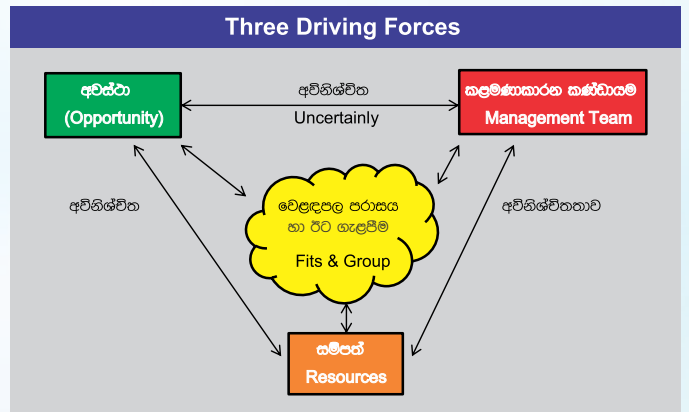 Three Driving Forces
අවස්ථා
(Opportunity)
අවිනිශ්චිත
Uncertainly
කළමණාකාරන කණ්ඩායම
Management Team
අවිනිශ්චිත
වෙළඳපල පරාසය
හා ඊට ගැළපීම
Fits & Group
අවිනිශ්චිතතාව
සම්පත්
Resources